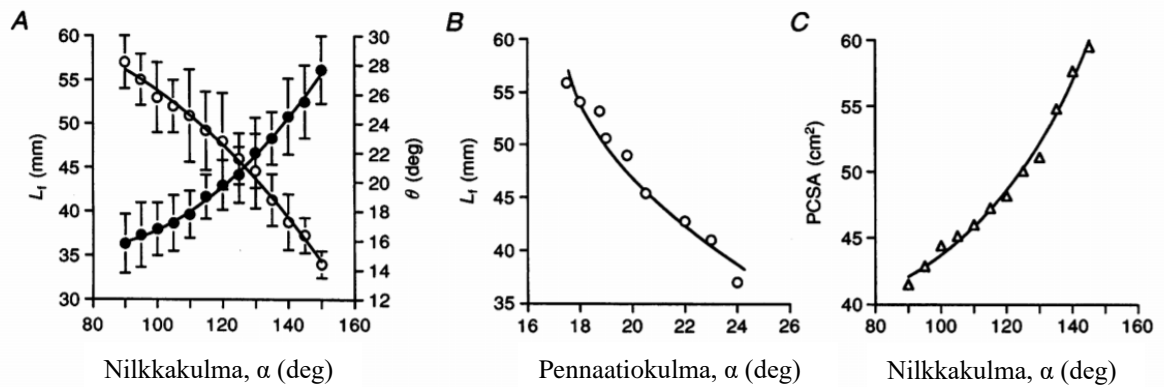 A
60
55
50
45
40
35
30
Lf (mm)
80 100 120 140 160
30
28
26
24
22
20
18
16
14
12
θ (deg)
Nilkkakulma, α (deg)
B
60
55
50
45
40
35
Lf (mm)
16 18 20 22 24 26
Pennaatiokulma, α (deg)
C
60
55
50
45
40
PCSA (cm²)
80 100 120 140 160
Nilkkakulma, α (deg)